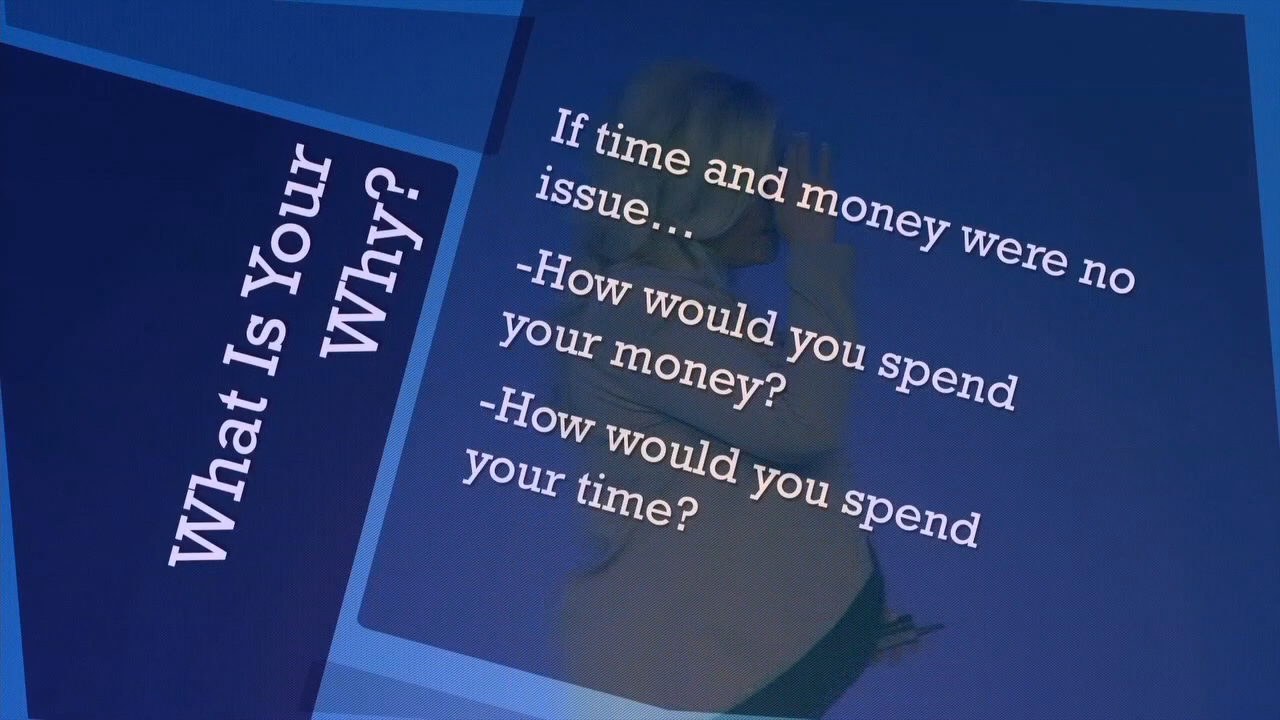 What Is Your
Why?
If time and money were no
issue...
-How would you spend
your money?
-How would you spend
your time?